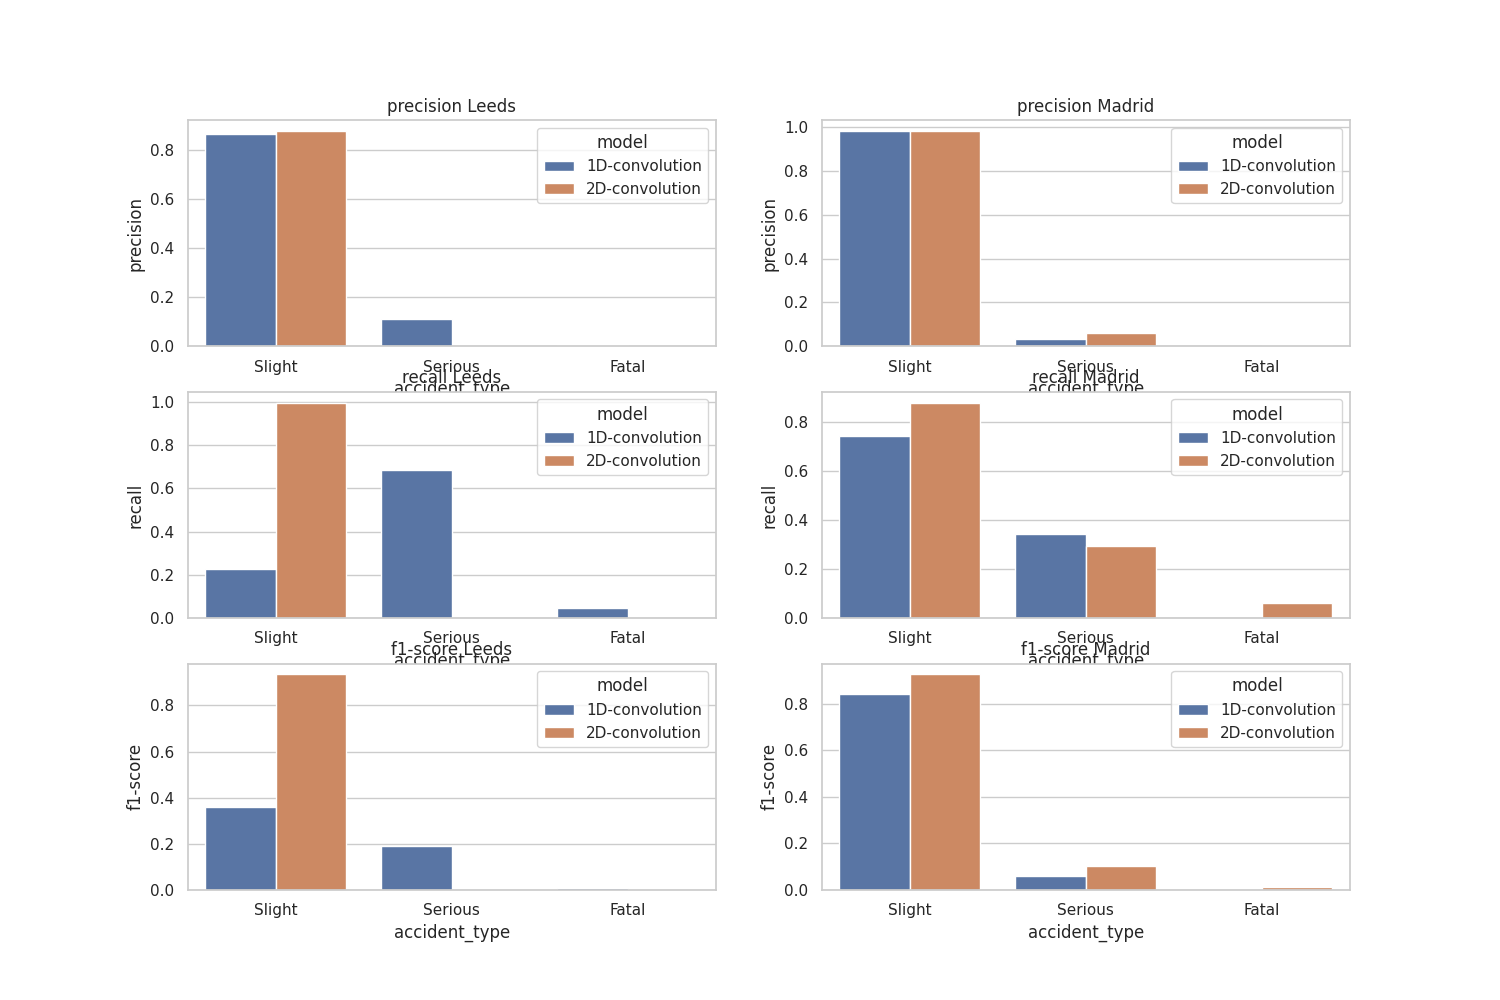 precision Leeds
precision
0.8
0.6
0.4
0.2
0.0
model
1D-convolution
2D-convolution
Slight Serious Fatal
accident_type
precision Madrid
precision
1.0
0.8
0.6
0.4
0.2
0.0
model
1D-convolution
2D-convolution
Slight Serious Fatal
accident_type
recall Leeds
recall
1.0
0.8
0.6
0.4
0.2
0.0
model
1D-convolution
2D-convolution
Slight Serious Fatal
accident_type
recall Madrid
recall
0.8
0.6
0.4
0.2
0.0
model
1D-convolution
2D-convolution
Slight Serious Fatal
accident_type
f1-score Leeds
f1-score
0.8
0.6
0.4
0.2
0.0
model
1D-convolution
2D-convolution
Slight Serious Fatal
accident_type
f1-score Madrid
f1-score
0.8
0.6
0.4
0.2
0.0
model
1D-convolution
2D-convolution
Slight Serious Fatal
accident_type